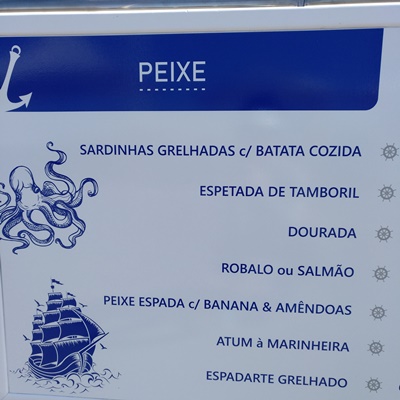 PEIXE
SARDINHAS GRELHADAS c/ BATATA COZIDA
ESPETADA DE TAMBORIL
DOURADA
ROBALO ou SALMÃO
PEIXE ESPADA c/ BANANA & AMÊNDOAS
ATUM à MARINHEIRA
ESPADARTE GRELHADO